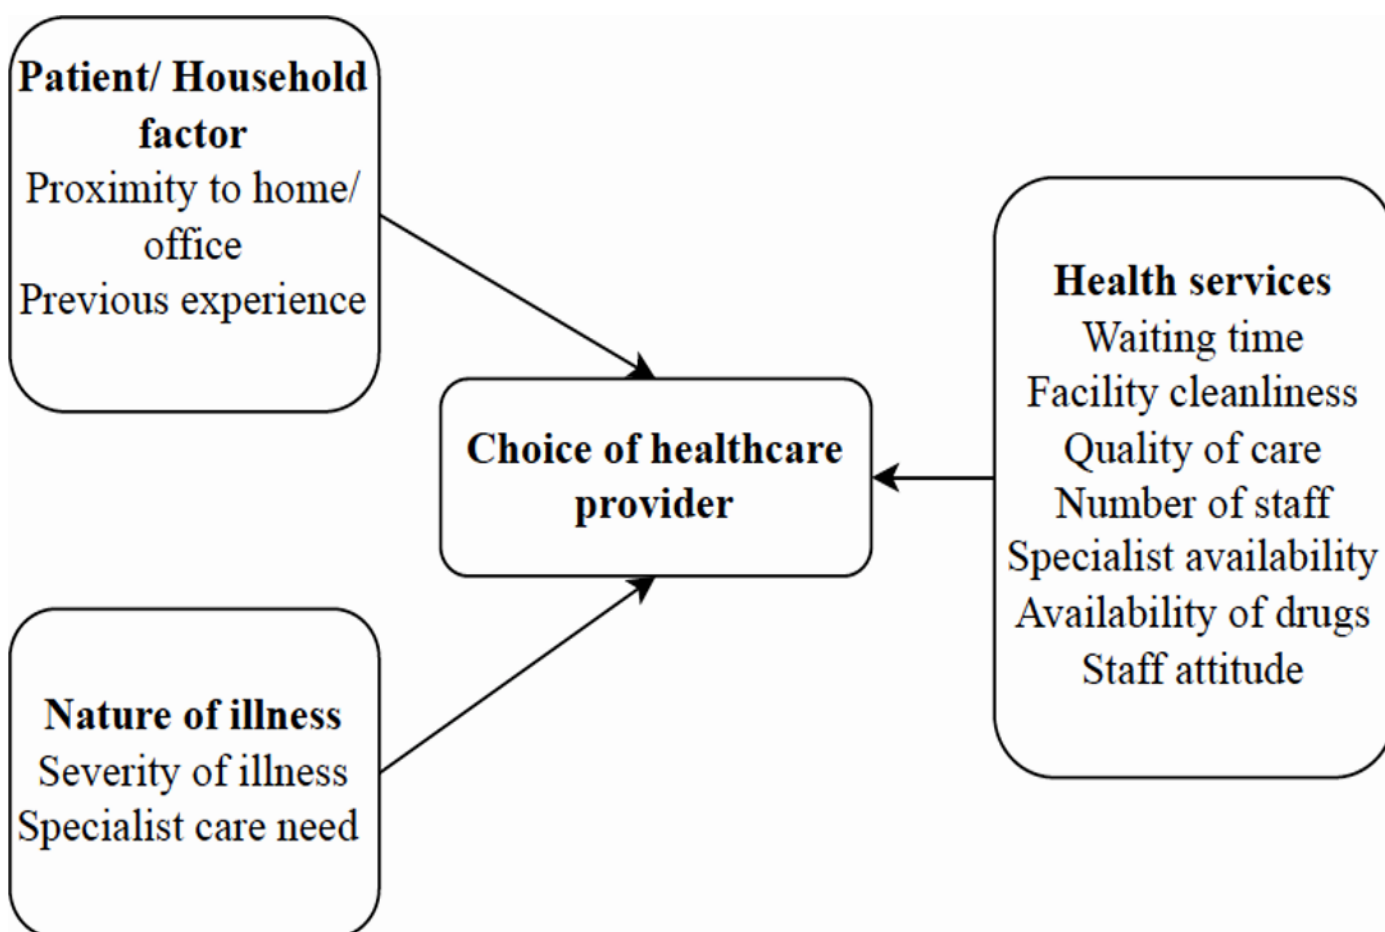 Patient/ Household
factor
Proximity to home/
office
Previous experience
Choice of healthcare
provider
Nature of illness
Severity of illness
Specialist care need
Health services
Waiting time
Facility cleanliness
Quality of care
Number of staff
Specialist availability
Availability of drugs
Staff attitude